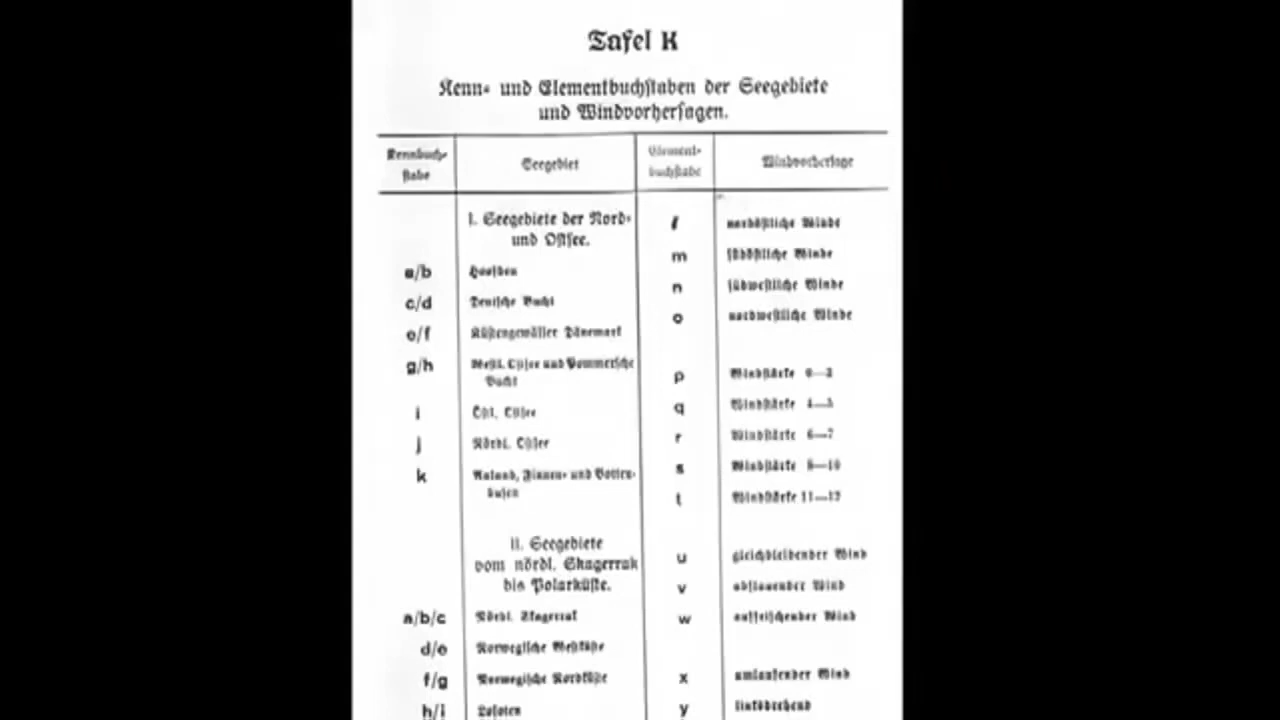 Tafel K
Kenn- und Elementbuchstaben der Seegebiete
und Windvorhersagen.
Kennbuch-
stabe
Seegebiet
Element-
buchstabe
Windvorhersage
I. Seegebiete der Nord-
und Ostsee.
a/b Hoofden
c/d Deutsche Bucht
e/f Küstengewässer Dänemark
g/h Westl. Ostsee und Pommersche
Bucht
i Östl. Ostsee
j Nördl. Ostsee
k Aaland, Finnen- und Botten-
busen
II. Seegebiete
vom nördl. Skagerrak
bis Polarküste.
a/b/c Nördl. Skagerrak
d/e Norwegische Westküste
f/g Norwegische Nordküste
h/i Lofoten
l nordöstliche Winde
m südöstliche Winde
n südwestliche Winde
o nordwestliche Winde
p Windstärke 0—3
q Windstärke 4—5
r Windstärke 6—7
s Windstärke 8—10
t Windstärke 11—12
u gleichbleibender Wind
v abflauender Wind
w auffrischender Wind
x umlaufender Wind
y linksdrehend